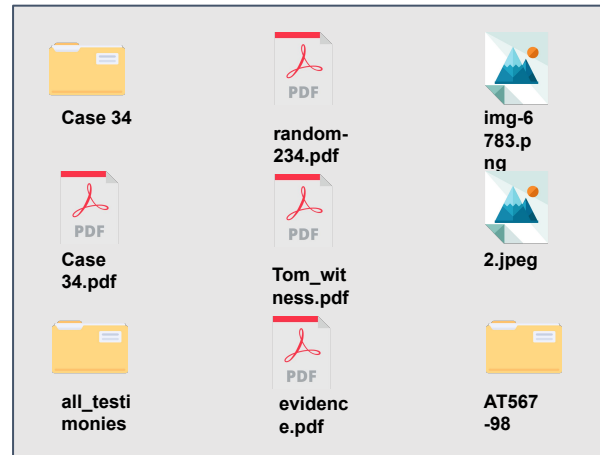 Case 34
PDF
random-
234.pdf
img-6
783.p
ng
PDF
Case
34.pdf
PDF
Tom_wit
ness.pdf
2.jpeg
all_testi
monies
PDF
evidenc
e.pdf
AT567
-98